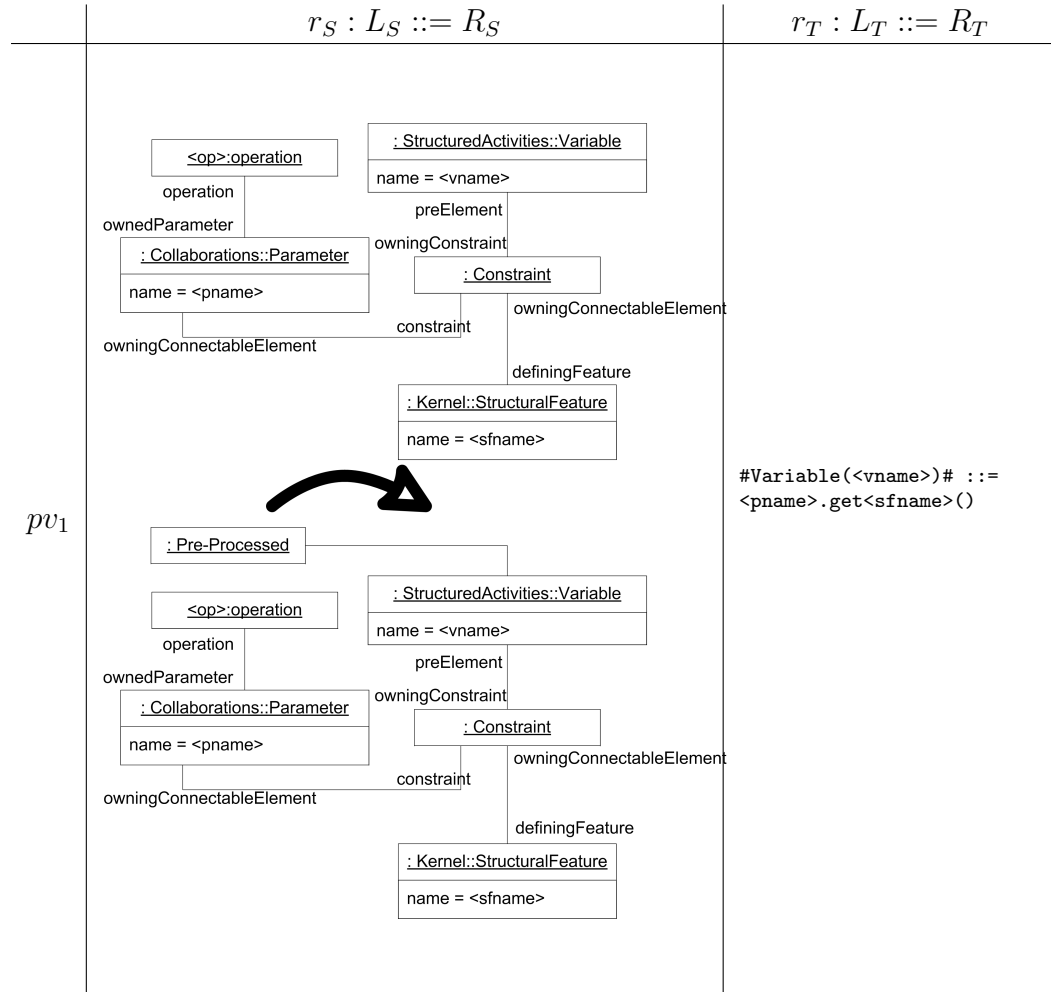 r_S : L_S ::= R_S
r_T : L_T ::= R_T
pv_1
<op>:operation
: StructuredActivities::Variable
name = <vname>
operation
preElement
ownedParameter
owningConstraint
: Collaborations::Parameter
: Constraint
name = <pname>
owningConnectableElement
constraint
owningConnectableElement
definingFeature
: Kernel::StructuralFeature
name = <sfname>
: Pre-Processed
: StructuredActivities::Variable
<op>:operation
name = <vname>
operation
preElement
ownedParameter
owningConstraint
: Collaborations::Parameter
: Constraint
name = <pname>
owningConnectableElement
constraint
owningConnectableElement
definingFeature
: Kernel::StructuralFeature
name = <sfname>
#Variable(<vname>)# ::=
<pname>.get<sfname>()